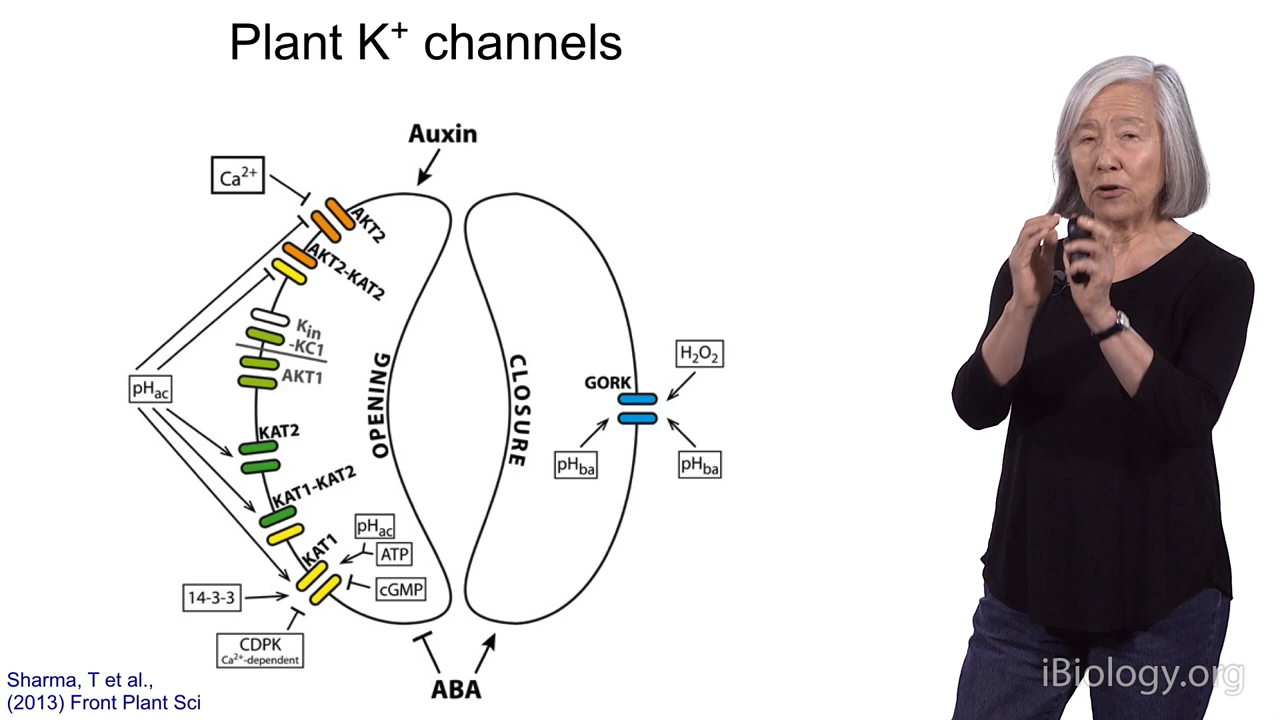 Plant K⁺ channels
Auxin
Ca²⁺
AKT2
AKT2-KAT2
Kin
-KC1
AKT1
pHac
KAT2
KAT1-KAT2
KAT1
pHac
ATP
cGMP
14-3-3
CDPK
Ca²⁺-dependent
OPENING
CLOSURE
GORK
H₂O₂
pHba
pHba
ABA
Sharma, T et al.,
(2013) Front Plant Sci
iBiology.org